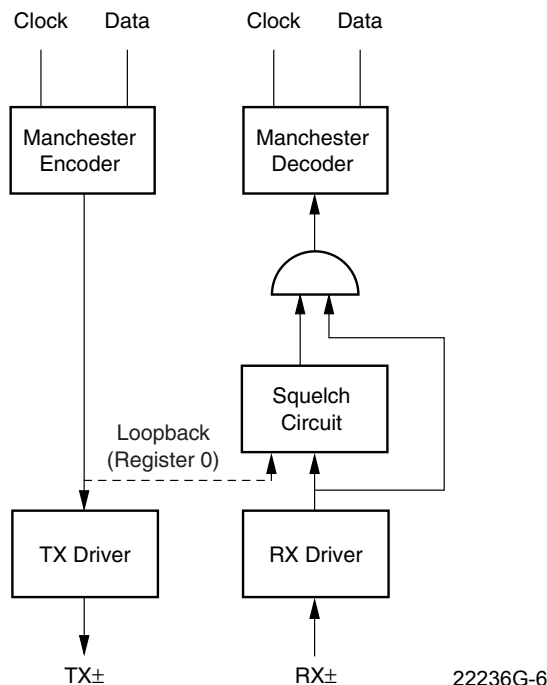 Clock Data Clock Data
Manchester
Encoder
Manchester
Decoder
Squelch
Circuit
Loopback
(Register 0)
TX Driver
RX Driver
TX±
RX±
22236G-6